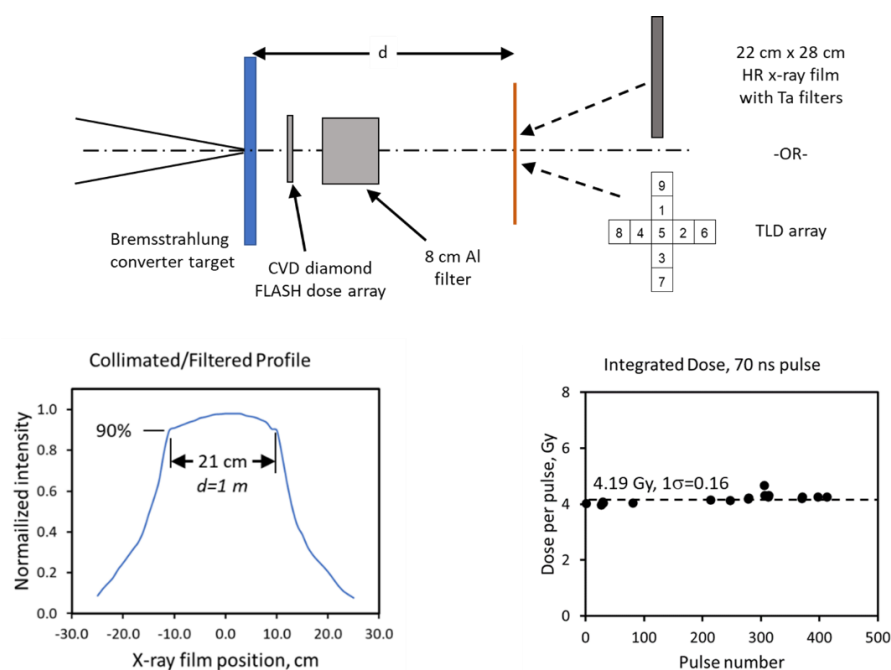 d
22 cm x 28 cm
HR x-ray film
with Ta filters
-OR-
9
1
8 4 5 2 6
3
7
TLD array
Bremsstrahlung
converter target
CVD diamond
FLASH dose array
8 cm Al
filter
Collimated/Filtered Profile
Normailized intensity
1.0
0.8
0.6
0.4
0.2
0.0
90%
21 cm
d=1 m
-30.0 -20.0 -10.0 0.0 10.0 20.0 30.0
X-ray film position, cm
Integrated Dose, 70 ns pulse
Dose per pulse, Gy
8
6
4
2
0
4.19 Gy, 1σ=0.16
0 100 200 300 400 500
Pulse number